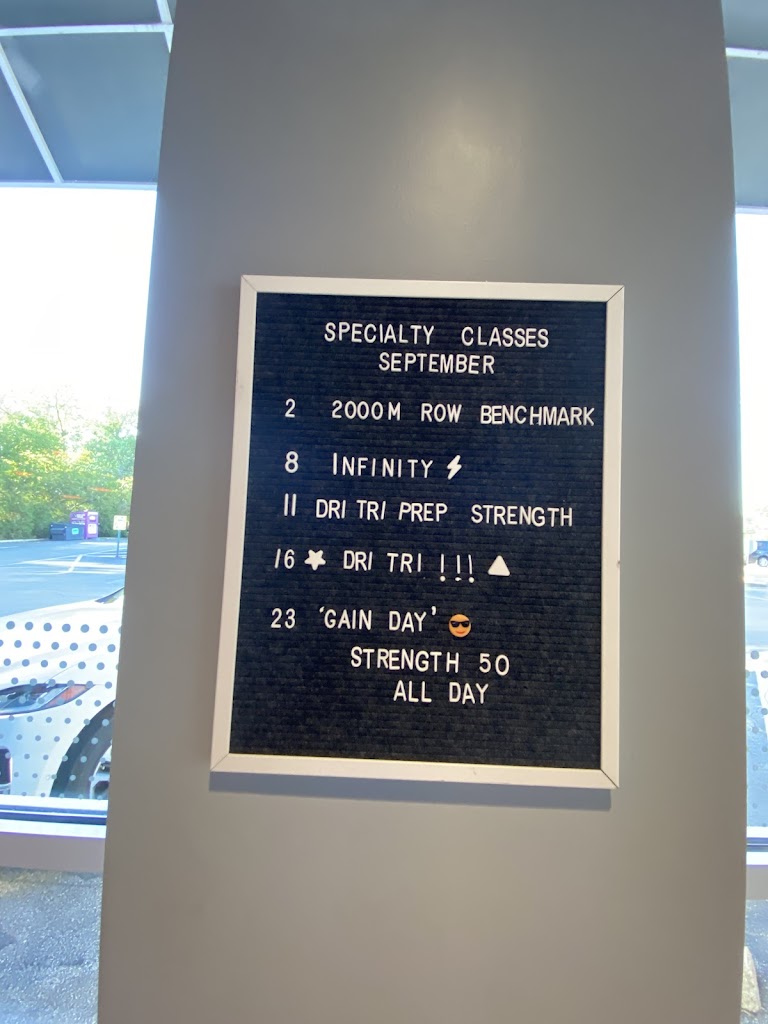 SPECIALTY CLASSES
SEPTEMBER
2 2000M ROW BENCHMARK
8 INFINITY ⚡
11 DRI TRI PREP STRENGTH
16 ★ DRI TRI !!! ▲
23 'GAIN DAY' 😎
STRENGTH 50
ALL DAY